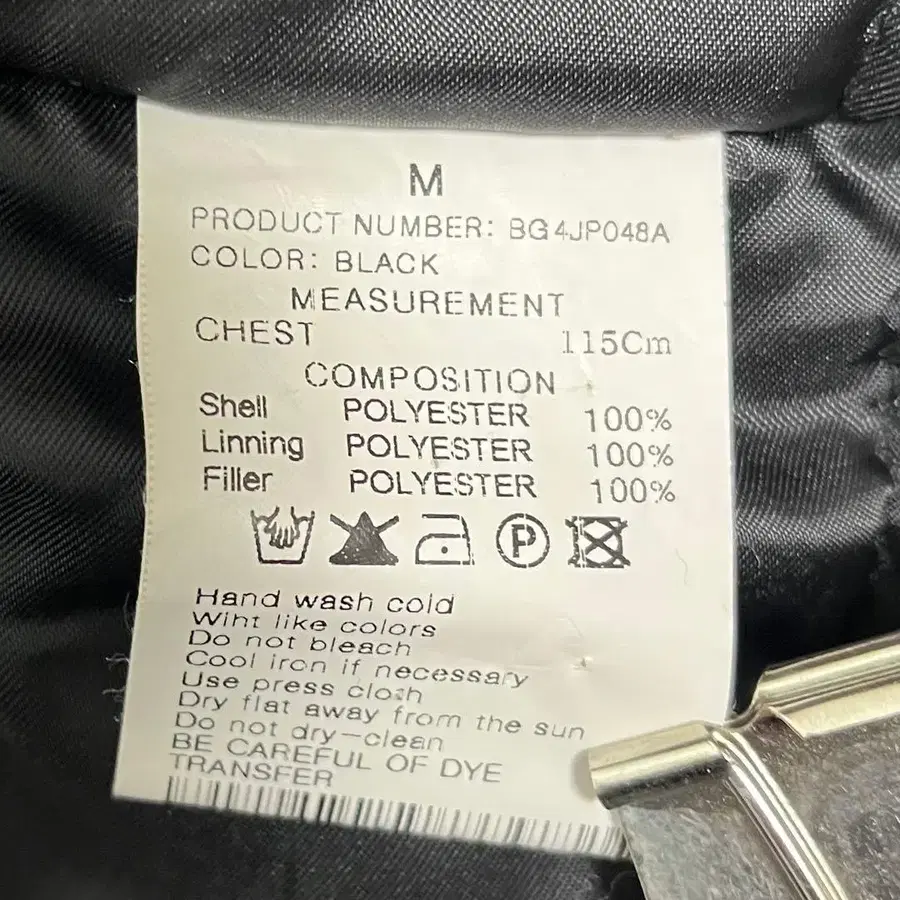 M
PRODUCT NUMBER: BG4JP048A
COLOR: BLACK
MEASUREMENT
CHEST 115Cm
COMPOSITION
Shell POLYESTER 100%
Linning POLYESTER 100%
Filler POLYESTER 100%
P
Hand wash cold
Wiht like colors
Do not bleach
Cool iron if necessary
Use press cloth
Dry flat away from the sun
Do not dry-clean
BE CAREFUL OF DYE
TRANSFER